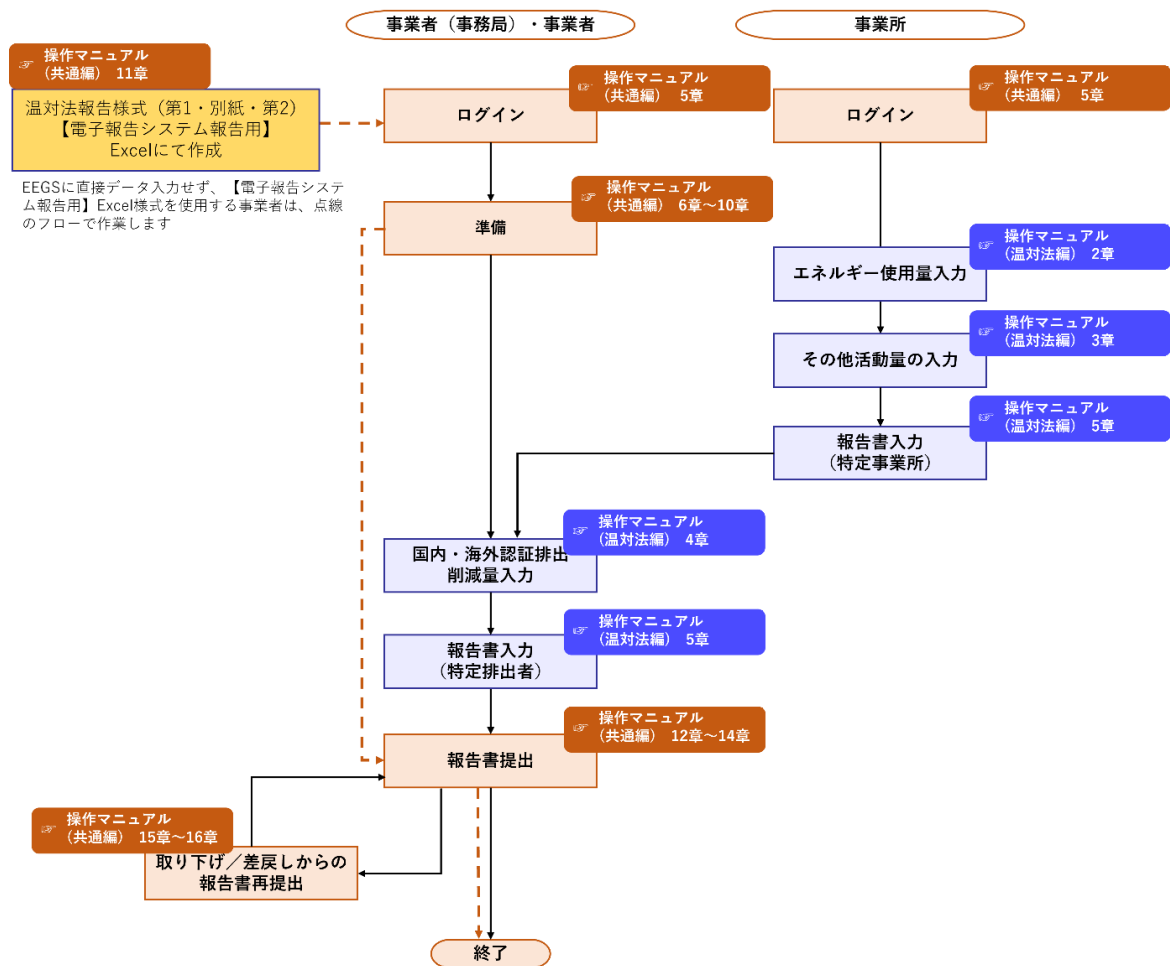 事業者（事務局）・事業者
事業所
☞ 操作マニュアル
(共通編) 11章
温対法報告様式（第1・別紙・第2）
【電子報告システム報告用】
Excelにて作成
EEGSに直接データ入力せず、【電子報告システ
ム報告用】Excel様式を使用する事業者は、点線
のフローで作業します
☞ 操作マニュアル
(共通編) 5章
ログイン
☞ 操作マニュアル
(共通編) 5章
ログイン
☞ 操作マニュアル
(共通編) 6章～10章
準備
☞ 操作マニュアル
(温対法編) 2章
エネルギー使用量入力
☞ 操作マニュアル
(温対法編) 3章
その他活動量の入力
☞ 操作マニュアル
(温対法編) 5章
報告書入力
（特定事業所）
☞ 操作マニュアル
(温対法編) 4章
国内・海外認証排出
削減量入力
☞ 操作マニュアル
(温対法編) 5章
報告書入力
（特定排出者）
☞ 操作マニュアル
(共通編) 12章～14章
報告書提出
☞ 操作マニュアル
(共通編) 15章～16章
取り下げ／差戻しからの
報告書再提出
終了